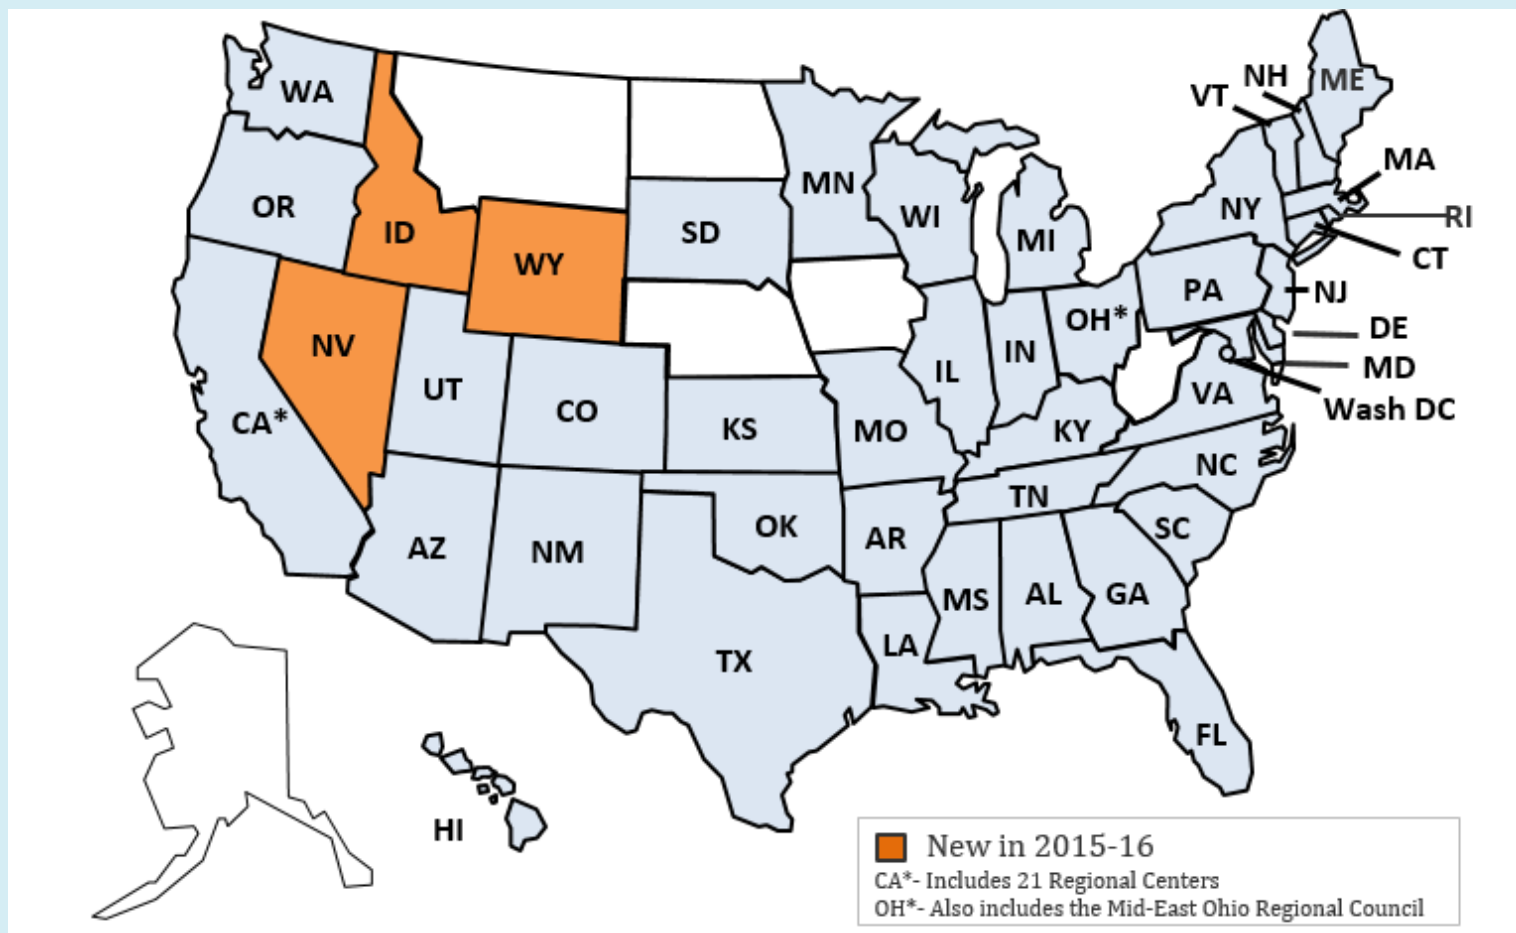 ME
NH
VT
WA
MA
MN
OR
NY
WI
RI
ID
SD
MI
CT
WY
PA
NJ
OH*
DE
NV
IN
MD
IL
UT
VA
CO
Wash DC
CA*
KS
MO
KY
NC
TN
OK
SC
AR
AZ
NM
GA
AL
MS
LA
TX
FL
HI
New in 2015-16
CA*- Includes 21 Regional Centers
OH*- Also includes the Mid-East Ohio Regional Council